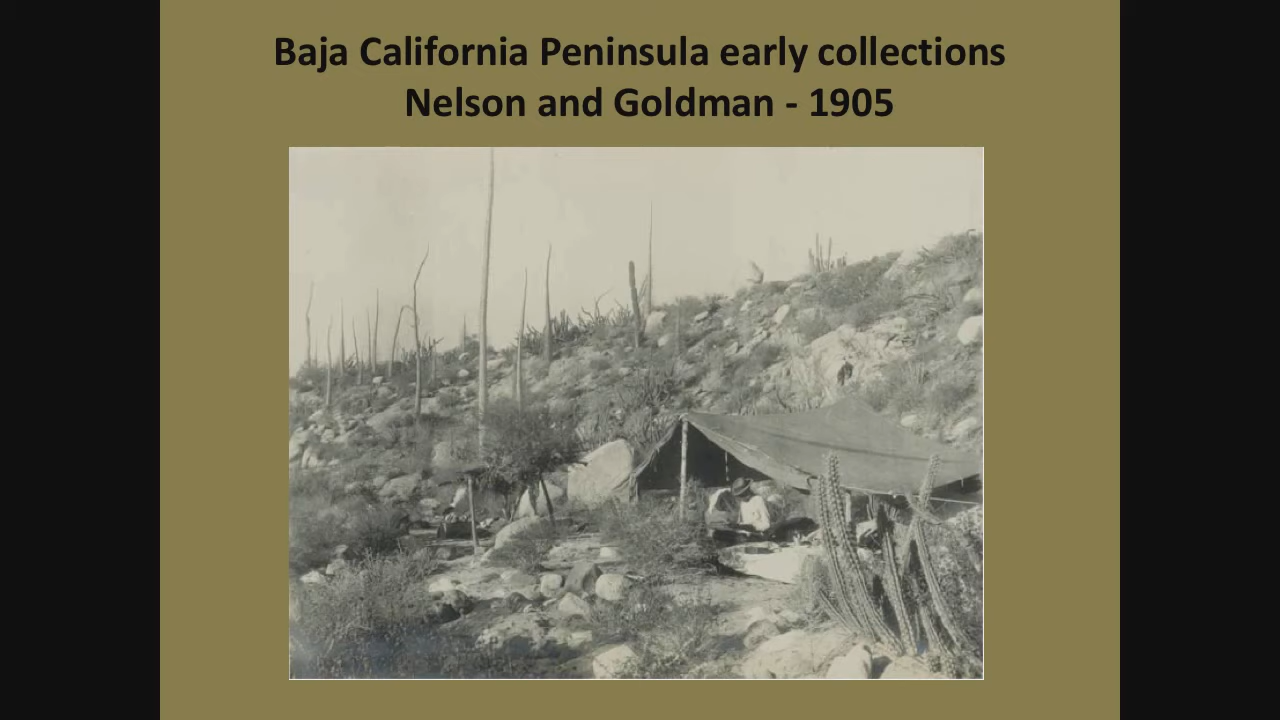 Baja California Peninsula early collections
Nelson and Goldman - 1905